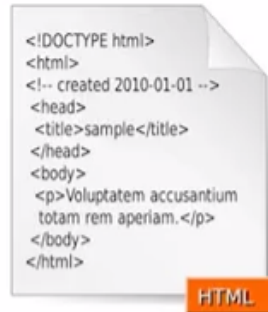 <!DOCTYPE html>
<html>
<!-- created 2010-01-01 -->
<head>
<title>sample</title>
</head>
<body>
<p>Voluptatem accusantium
totam rem aperiam.</p>
</body>
</html>
HTML